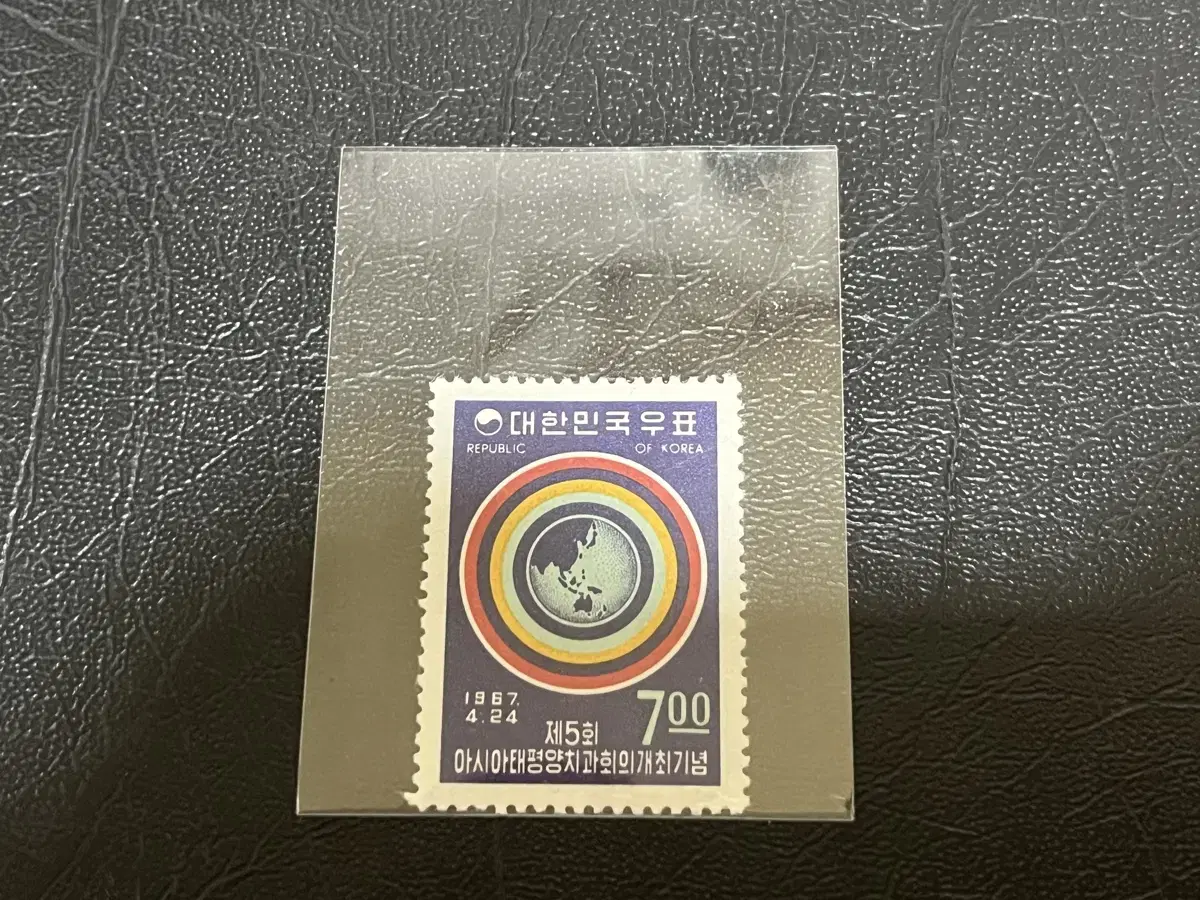 대한민국우표
REPUBLIC OF KOREA
1967.
4.24
7.00
제5회
아시아태평양치과회의개최기념